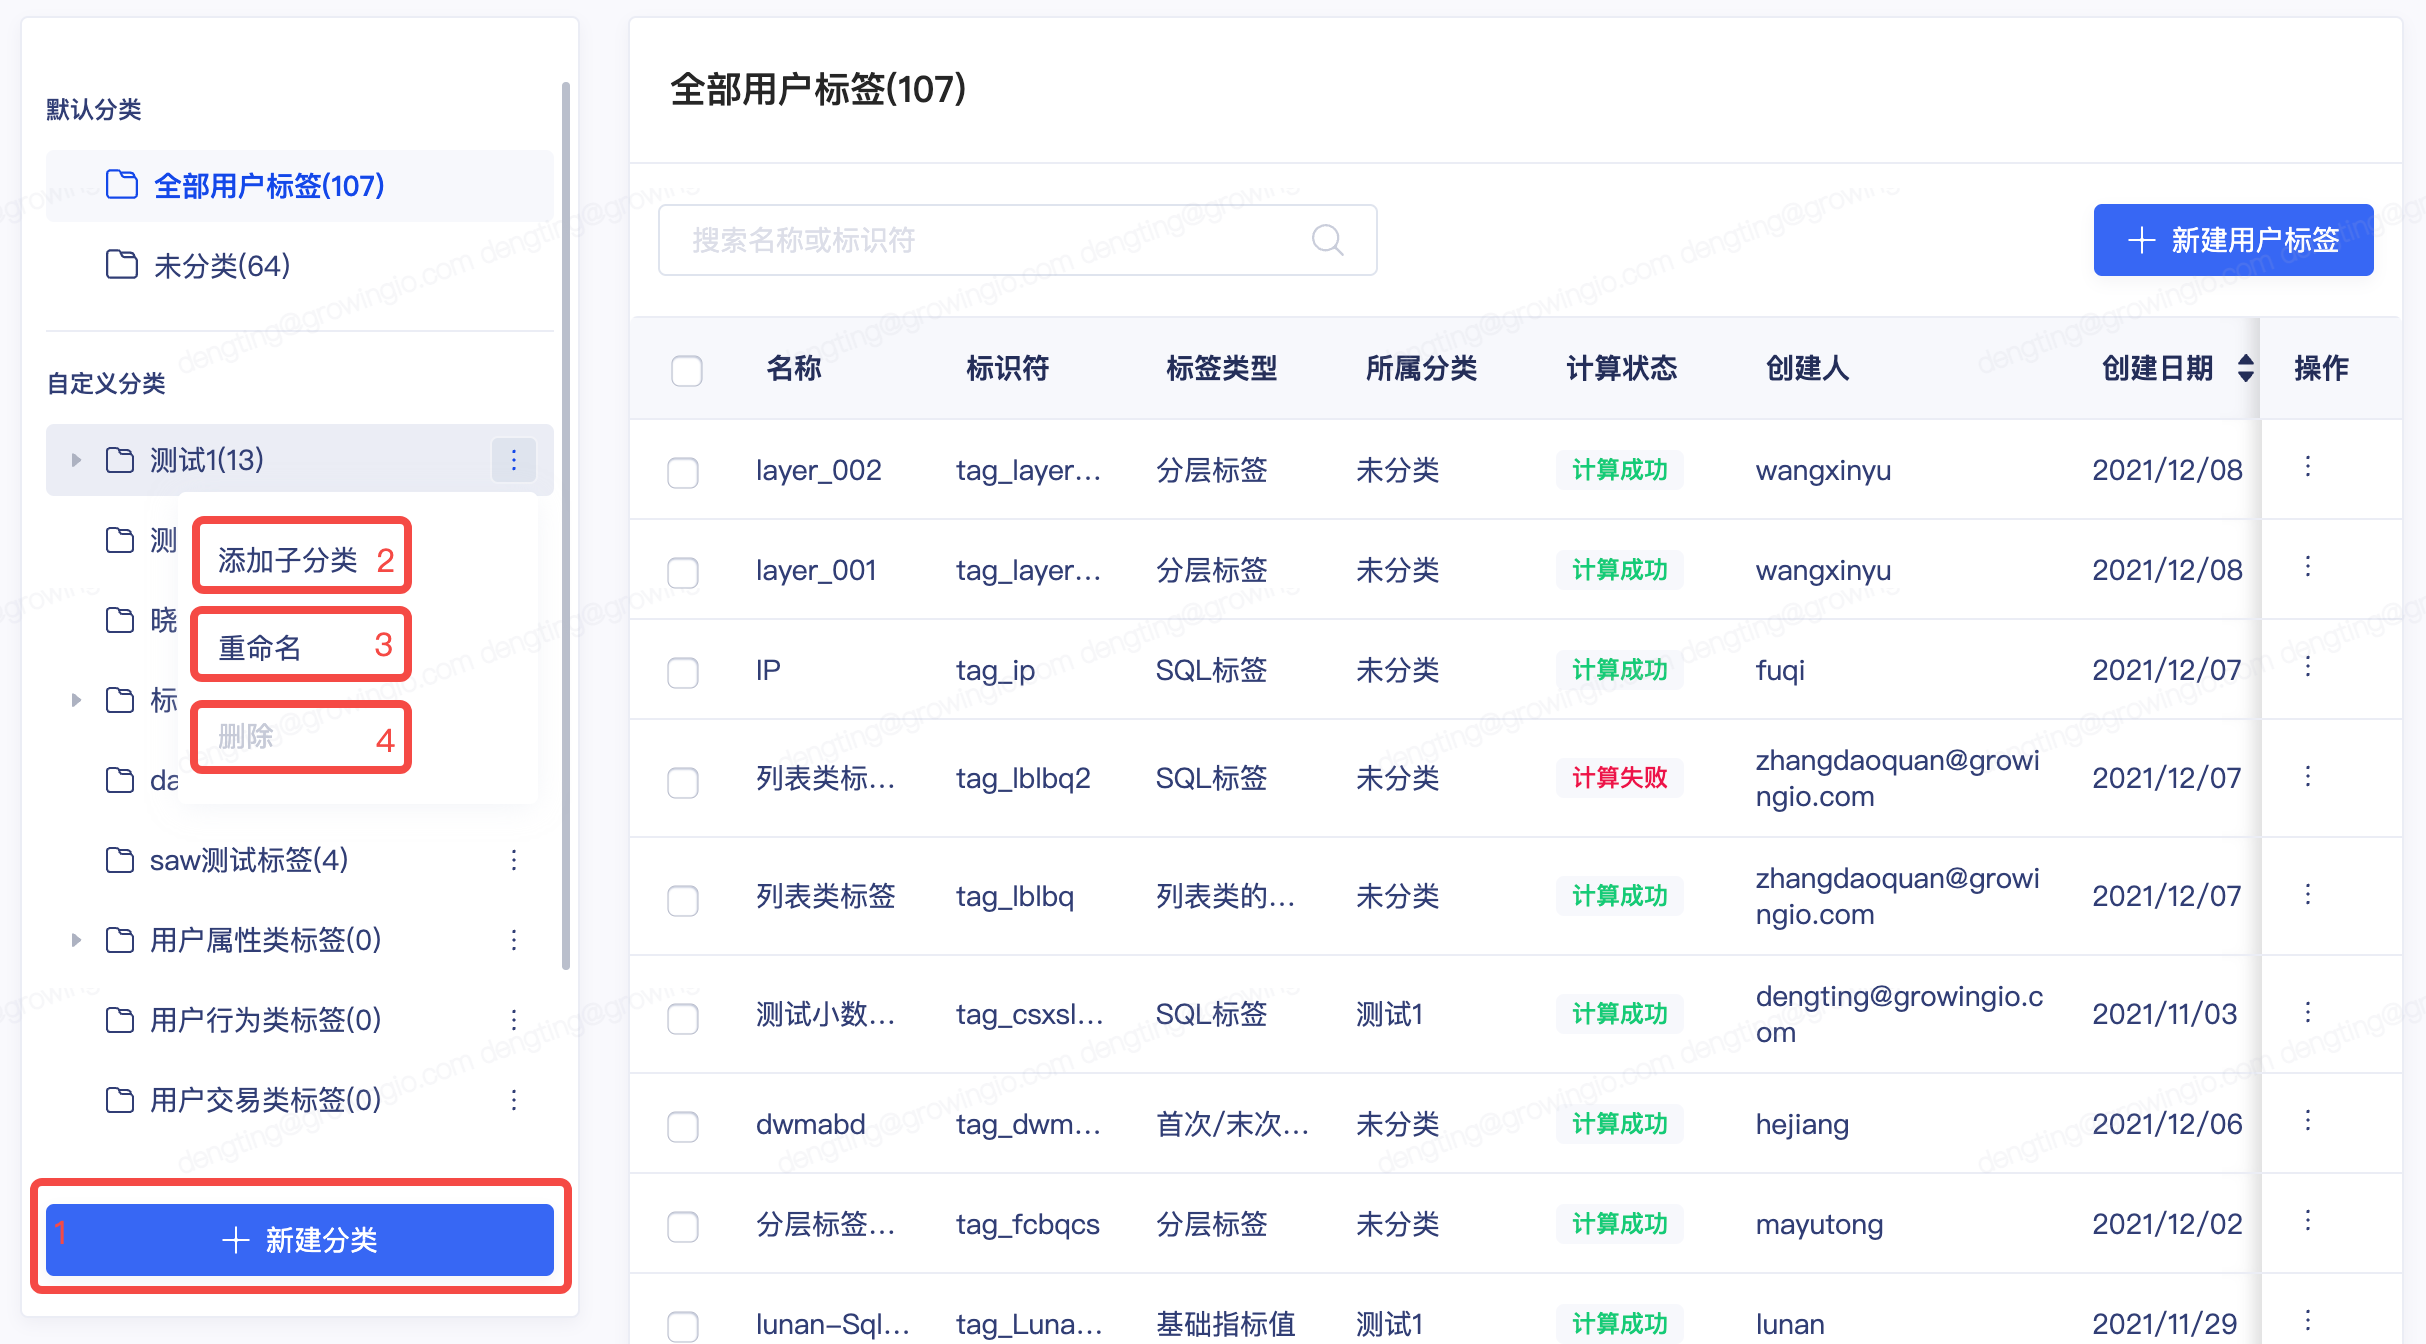 默认分类
全部用户标签(107)
未分类(64)
自定义分类
测试1(13)
测
添加子分类 2
晓
重命名 3
标
删除 4
da
saw测试标签(4)
用户属性类标签(0)
用户行为类标签(0)
用户交易类标签(0)
1 新建分类
全部用户标签(107)
搜索名称或标识符
新建用户标签
名称 标识符 标签类型 所属分类 计算状态 创建人 创建日期 操作
layer_002 tag_layer... 分层标签 未分类 计算成功 wangxinyu 2021/12/08
layer_001 tag_layer... 分层标签 未分类 计算成功 wangxinyu 2021/12/08
IP tag_ip SQL标签 未分类 计算成功 fuqi 2021/12/07
列表类标... tag_lblbq2 SQL标签 未分类 计算失败 zhangdaoquan@growi 2021/12/07
ngio.com
列表类标签 tag_lblbq 列表类的... 未分类 计算成功 zhangdaoquan@growi 2021/12/07
ngio.com
测试小数... tag_csxsl... SQL标签 测试1 计算成功 dengting@growingio.c 2021/11/03
om
dwmabd tag_dwm... 首次/末次... 未分类 计算成功 hejiang 2021/12/06
分层标签... tag_fcbqcs 分层标签 未分类 计算成功 mayutong 2021/12/02
lunan-Sql... tag_Luna... 基础指标值 测试1 计算成功 lunan 2021/11/29
dengting@growingio.com